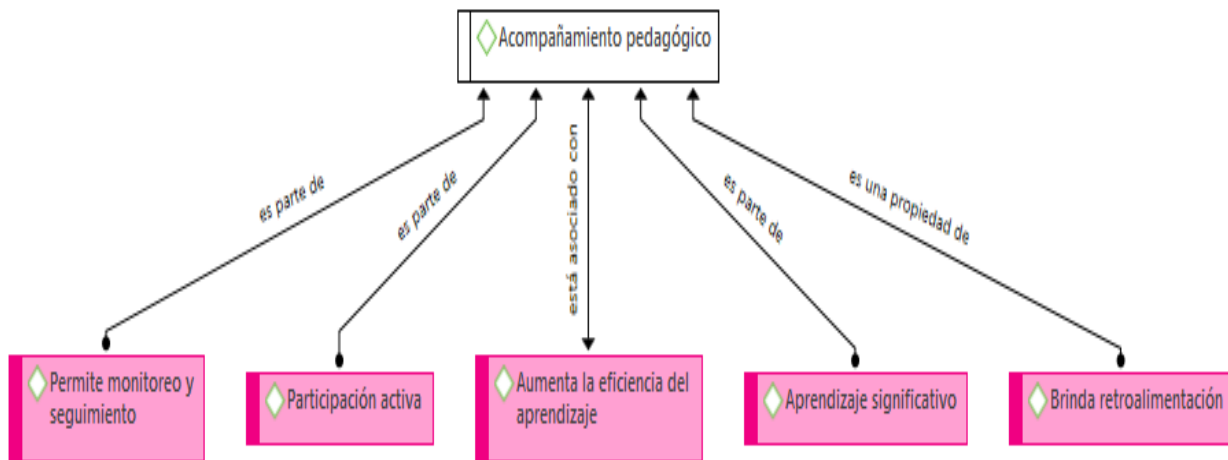 Acompañamiento pedagógico
es parte de
es parte de
está asociado con
es parte de
es una propiedad de
Permite monitoreo y
seguimiento
Participación activa
Aumenta la eficiencia del
aprendizaje
Aprendizaje significativo
Brinda retroalimentación